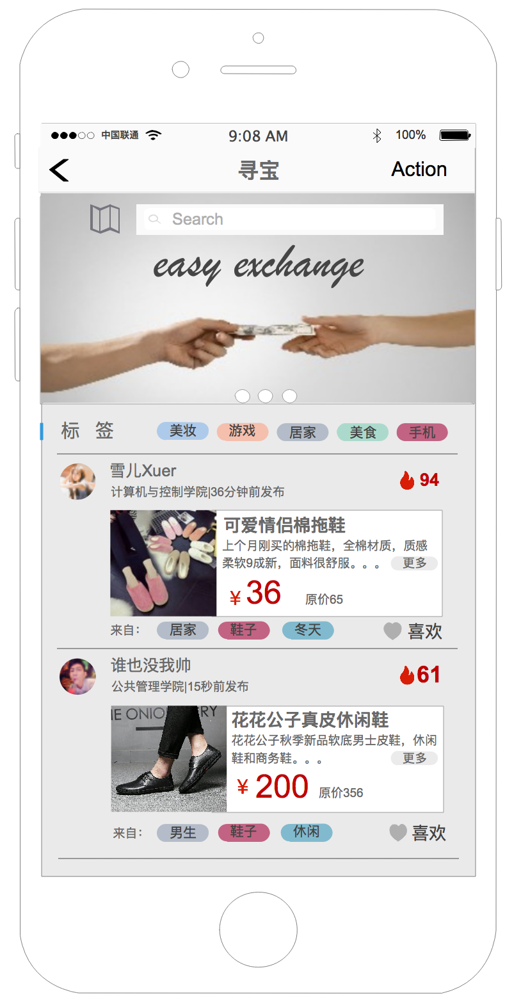 中国联通 9:08 AM 100%
寻宝 Action
Search
easy exchange
标 签 美妆 游戏 居家 美食 手机
雪儿Xuer
94
计算机与控制学院|36分钟前发布
可爱情侣棉拖鞋
上个月刚买的棉拖鞋，全棉材质，质感
柔软9成新，面料很舒服。。。 更多
¥ 36 原价65
来自： 居家 鞋子 冬天 喜欢
谁也没我帅
61
公共管理学院|15秒前发布
花花公子真皮休闲鞋
花花公子秋季新品软底男士皮鞋，休闲
鞋和商务鞋。。。 更多
¥ 200 原价356
来自： 男生 鞋子 休闲 喜欢